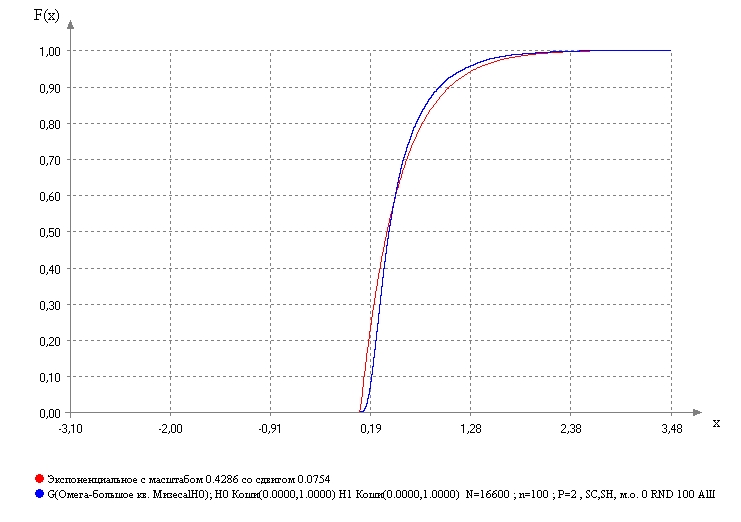 F(x)
1,00
0,90
0,80
0,70
0,60
0,50
0,40
0,30
0,20
0,10
0,00
-3,10 -2,00 -0,91 0,19 1,28 2,38 3,48 x
Экспоненциальное с масштабом 0.4286 со сдвигом 0.0754
G(Омега-большое кв. Мизеса|H0); H0 Коши(0.0000,1.0000) H1 Коши(0.0000,1.0000) N=16600 ; n=100 ; P=2 , SC,SH, м.о. 0 RND 100 АШ